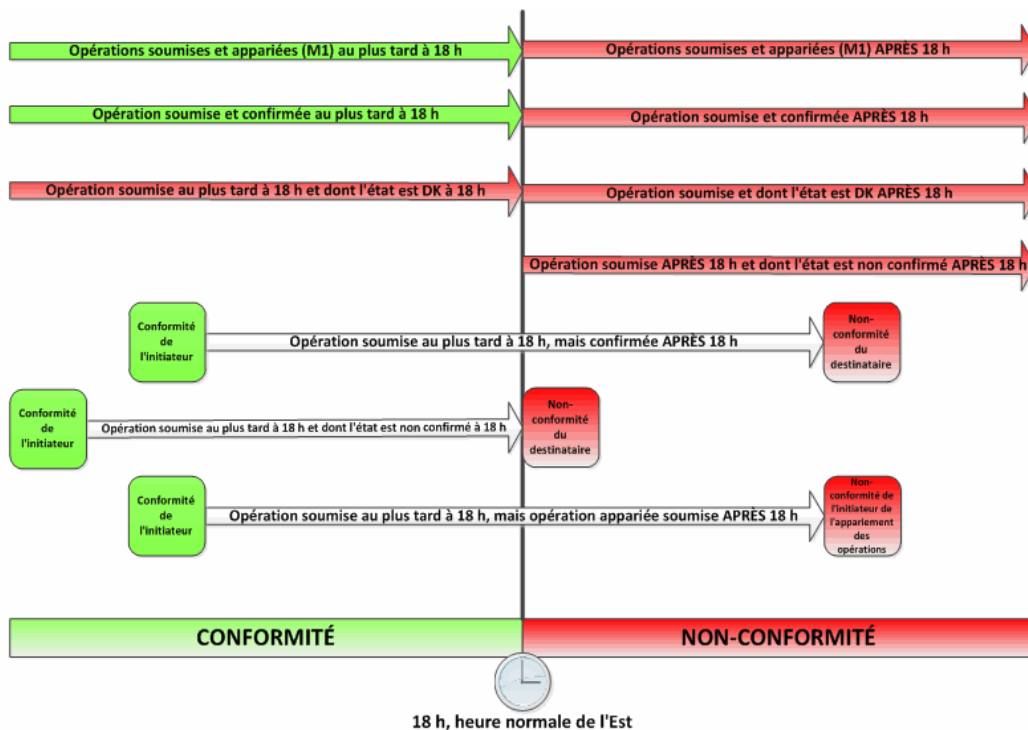 Opérations soumises et appariées (M1) au plus tard à 18 h
Opérations soumises et appariées (M1) APRÈS 18 h
Opération soumise et confirmée au plus tard à 18 h
Opération soumise et confirmée APRÈS 18 h
Opération soumise au plus tard à 18 h et dont l'état est DK à 18 h
Opération soumise et dont l'état est DK APRÈS 18 h
Opération soumise APRÈS 18 h et dont l'état est non confirmé APRÈS 18 h
Conformité
de
l'initiateur
Opération soumise au plus tard à 18 h, mais confirmée APRÈS 18 h
Non-
conformité
du
destinataire
Conformité
de
l'initiateur
Opération soumise au plus tard à 18 h et dont l'état est non confirmé à 18 h
Non-
conformité
du
destinataire
Conformité
de
l'initiateur
Opération soumise au plus tard à 18 h, mais opération appariée soumise APRÈS 18 h
Non-
conformité de
l'initiateur de
l'appariement
des
opérations
CONFORMITÉ
NON-CONFORMITÉ
18 h, heure normale de l'Est